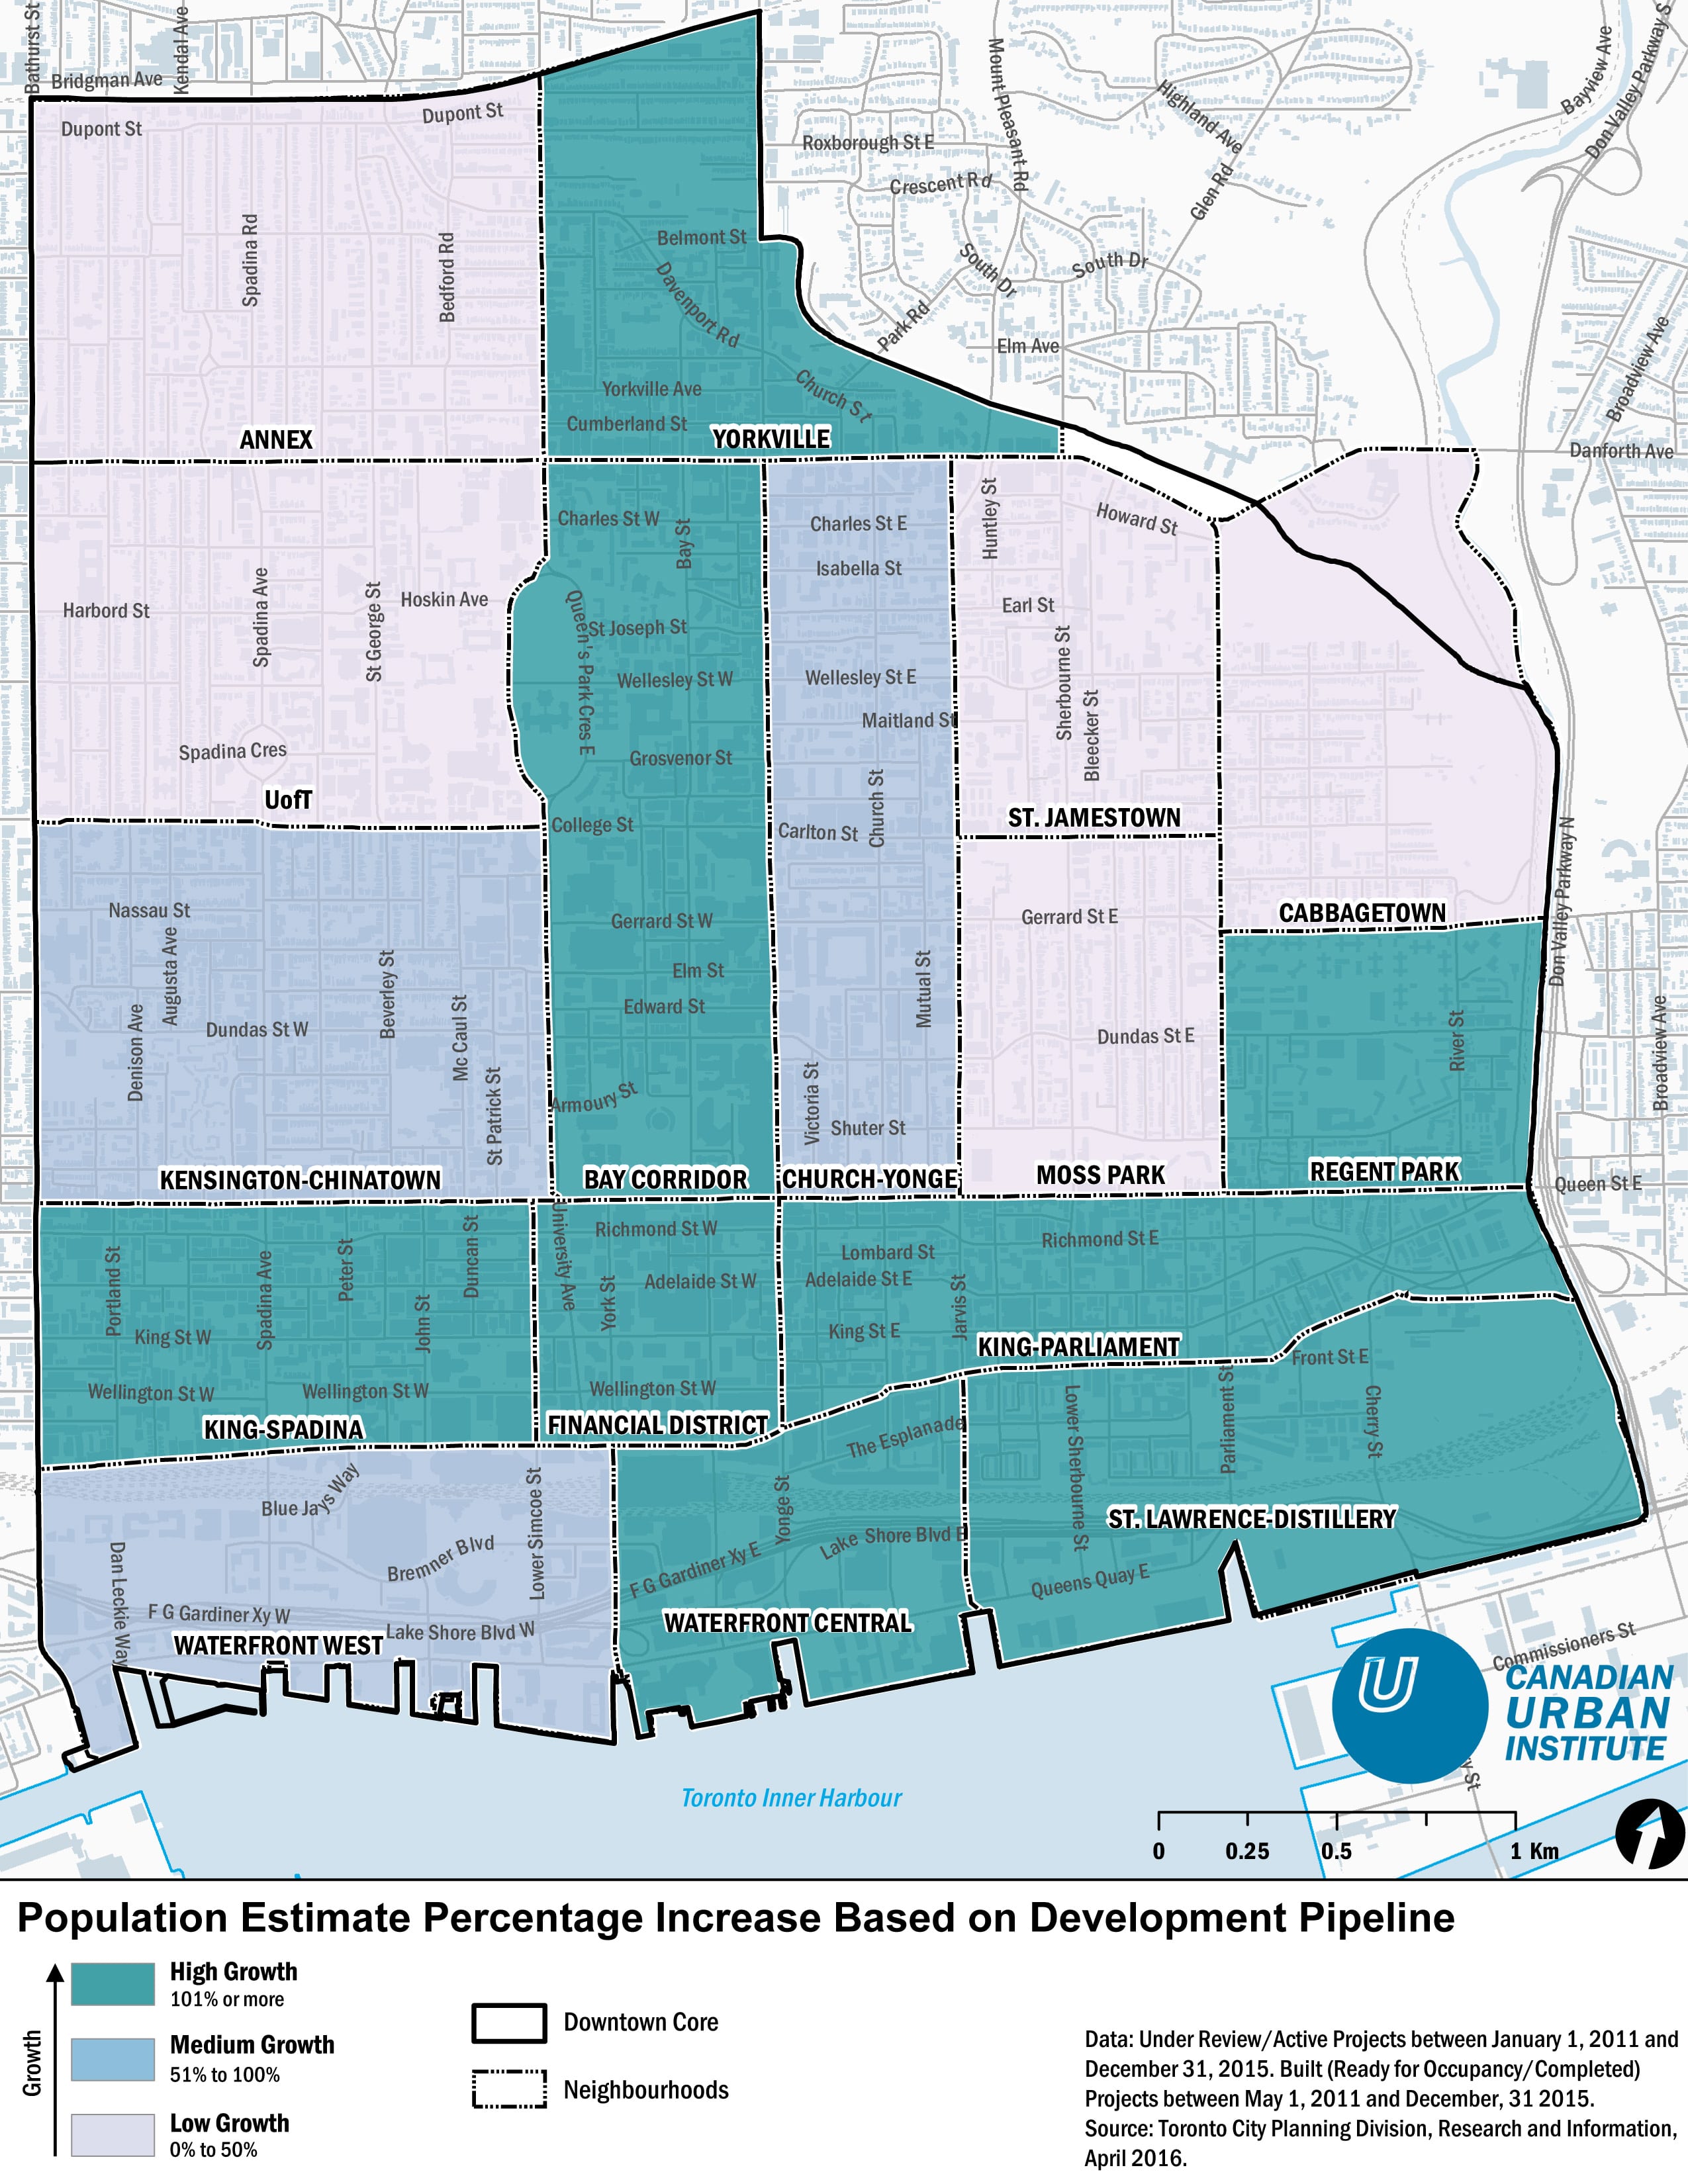 Bathurst St
Bridgman Ave
Kendal Ave
Dupont St
Dupont St
Spadina Rd
Bedford Rd
ANNEX
Belmont St
Davenport Rd
Yorkville Ave
Church St
Cumberland St
YORKVILLE
Roxborough St E
Crescent Rd
Mount Pleasant Rd
Highland Ave
Glen Rd
South Dr
South Dr
Park Rd
Elm Ave
Bayview Ave
Don Valley Parkway S
Broadview Ave
Danforth Ave
Harbord St
Spadina Ave
St George St
Hoskin Ave
Spadina Cres
UofT
Charles St W
Bay St
Queen's Park Cres E
St Joseph St
Wellesley St W
Grosvenor St
College St
Gerrard St W
Elm St
Edward St
Armoury St
BAY CORRIDOR
Charles St E
Isabella St
Wellesley St E
Maitland St
Church St
Carlton St
Mutual St
Victoria St
Shuter St
CHURCH-YONGE
Huntley St
Howard St
Earl St
Sherbourne St
Bleecker St
ST. JAMESTOWN
Gerrard St E
Dundas St E
MOSS PARK
CABBAGETOWN
River St
REGENT PARK
Don Valley Parkway N
Broadview Ave
Queen St E
Nassau St
Augusta Ave
Denison Ave
Dundas St W
Beverley St
Mc Caul St
St Patrick St
KENSINGTON-CHINATOWN
Portland St
Spadina Ave
Peter St
John St
Duncan St
King St W
Wellington St W
Wellington St W
KING-SPADINA
University Ave
Richmond St W
York St
Adelaide St W
Wellington St W
FINANCIAL DISTRICT
Lombard St
Adelaide St E
Jarvis St
Richmond St E
King St E
KING-PARLIAMENT
Front St E
The Esplanade
Lower Sherbourne St
Parliament St
Cherry St
ST. LAWRENCE-DISTILLERY
Queens Quay E
Blue Jays Way
Bremner Blvd
Lower Simcoe St
Dan Leckie Way
F G Gardiner Xy W
Lake Shore Blvd W
WATERFRONT WEST
Yonge St
F G Gardiner Xy E
Lake Shore Blvd E
WATERFRONT CENTRAL
Commissioners St
U
CANADIAN
URBAN
INSTITUTE
y St
Toronto Inner Harbour
0 0.25 0.5 1 Km
Population Estimate Percentage Increase Based on Development Pipeline
Growth
High Growth
101% or more
Medium Growth
51% to 100%
Low Growth
0% to 50%
Downtown Core
Neighbourhoods
Data: Under Review/Active Projects between January 1, 2011 and
December 31, 2015. Built (Ready for Occupancy/Completed)
Projects between May 1, 2011 and December, 31 2015.
Source: Toronto City Planning Division, Research and Information,
April 2016.